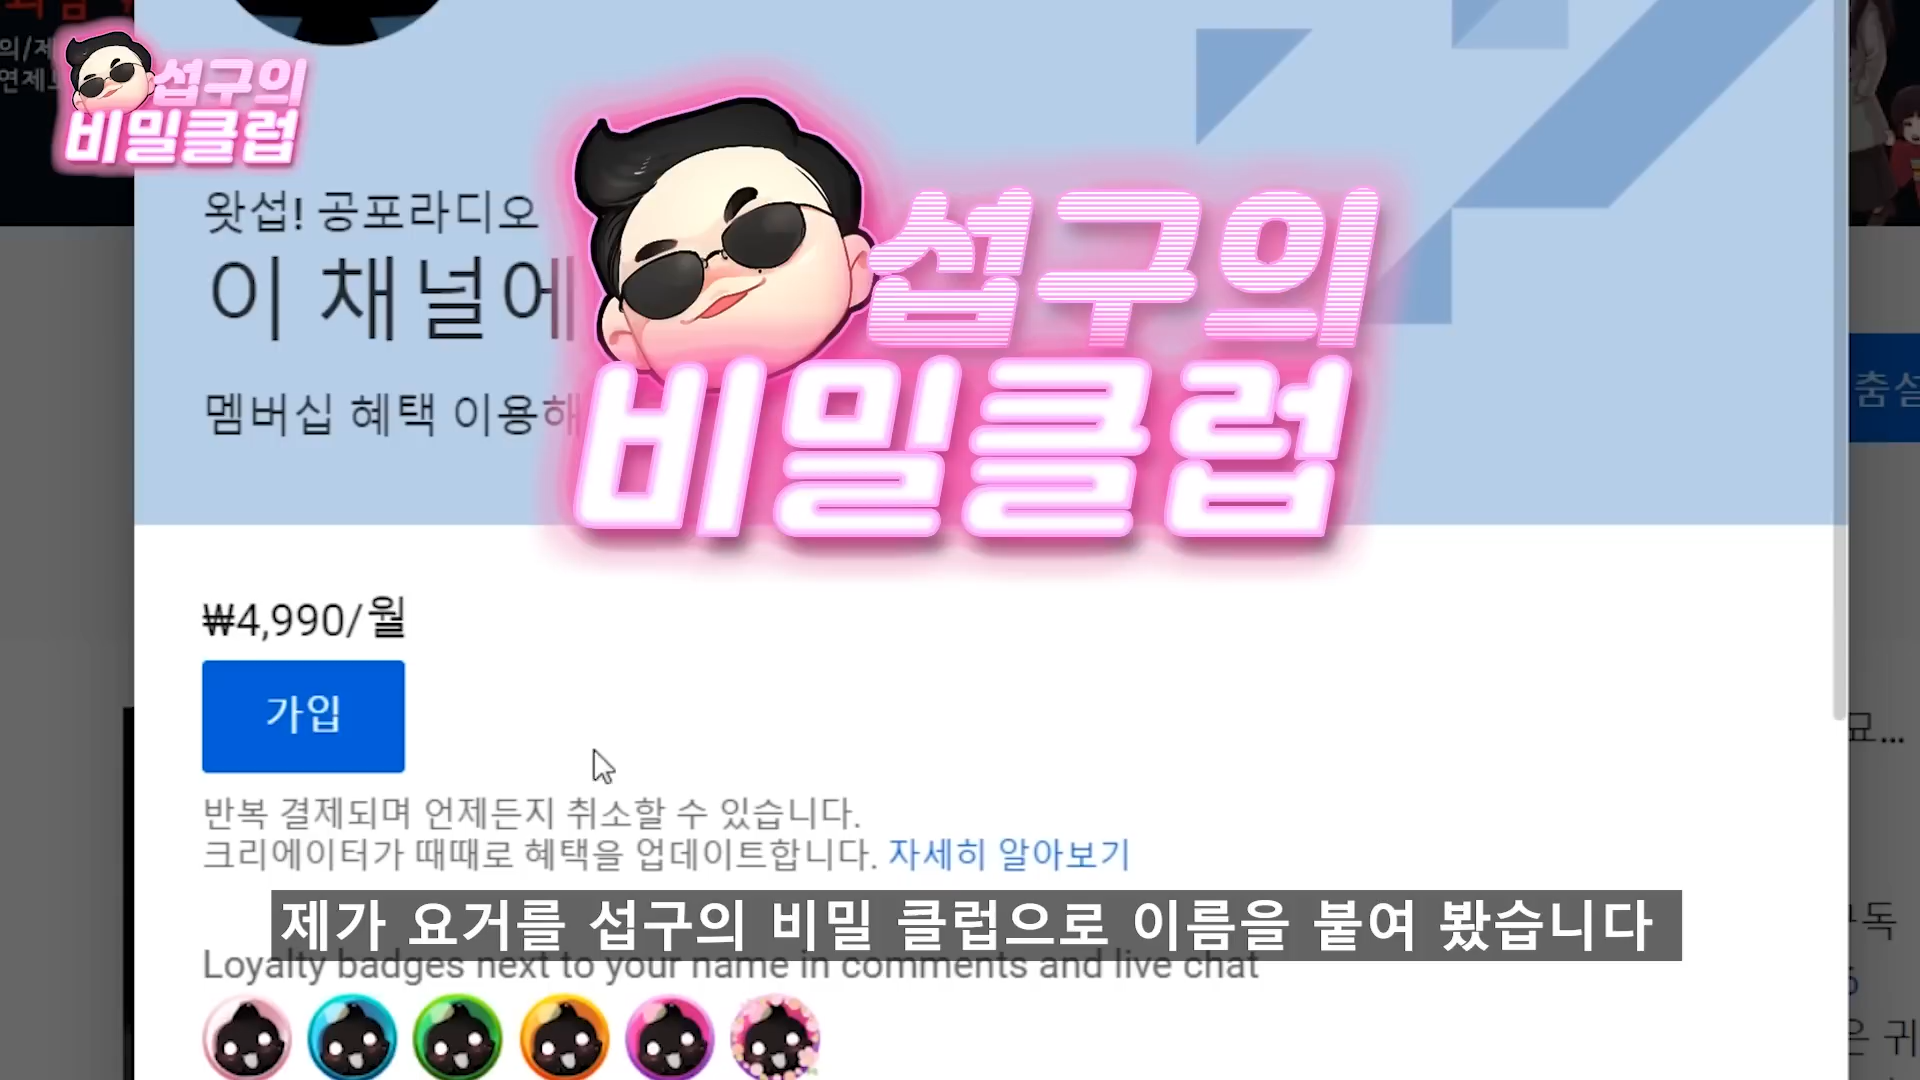 섭구의
비밀클럽
왓섭! 공포라디오
이 채널에
멤버십 혜택 이용해
섭구의
비밀클럽
₩4,990/월
가입
반복 결제되며 언제든지 취소할 수 있습니다.
크리에이터가 때때로 혜택을 업데이트합니다. 자세히 알아보기
제가 요거를 섭구의 비밀 클럽으로 이름을 붙여 봤습니다
Loyalty badges next to your name in comments and live chat